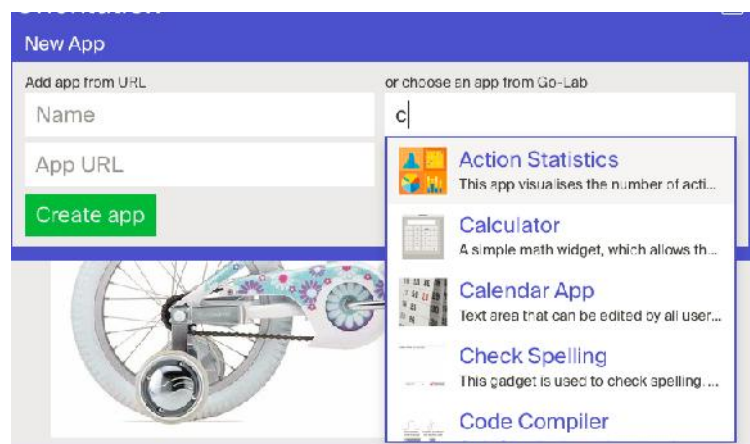 New App
Add app from URL
or choose an app from Go-Lab
Name
c
App URL
Create app
Action Statistics
This app visualises the number of acti...
Calculator
A simple math widget, which allows th...
Calendar App
Text area that can be edited by all user...
Check Spelling
This gadget is used to check spelling. ...
Code Compiler